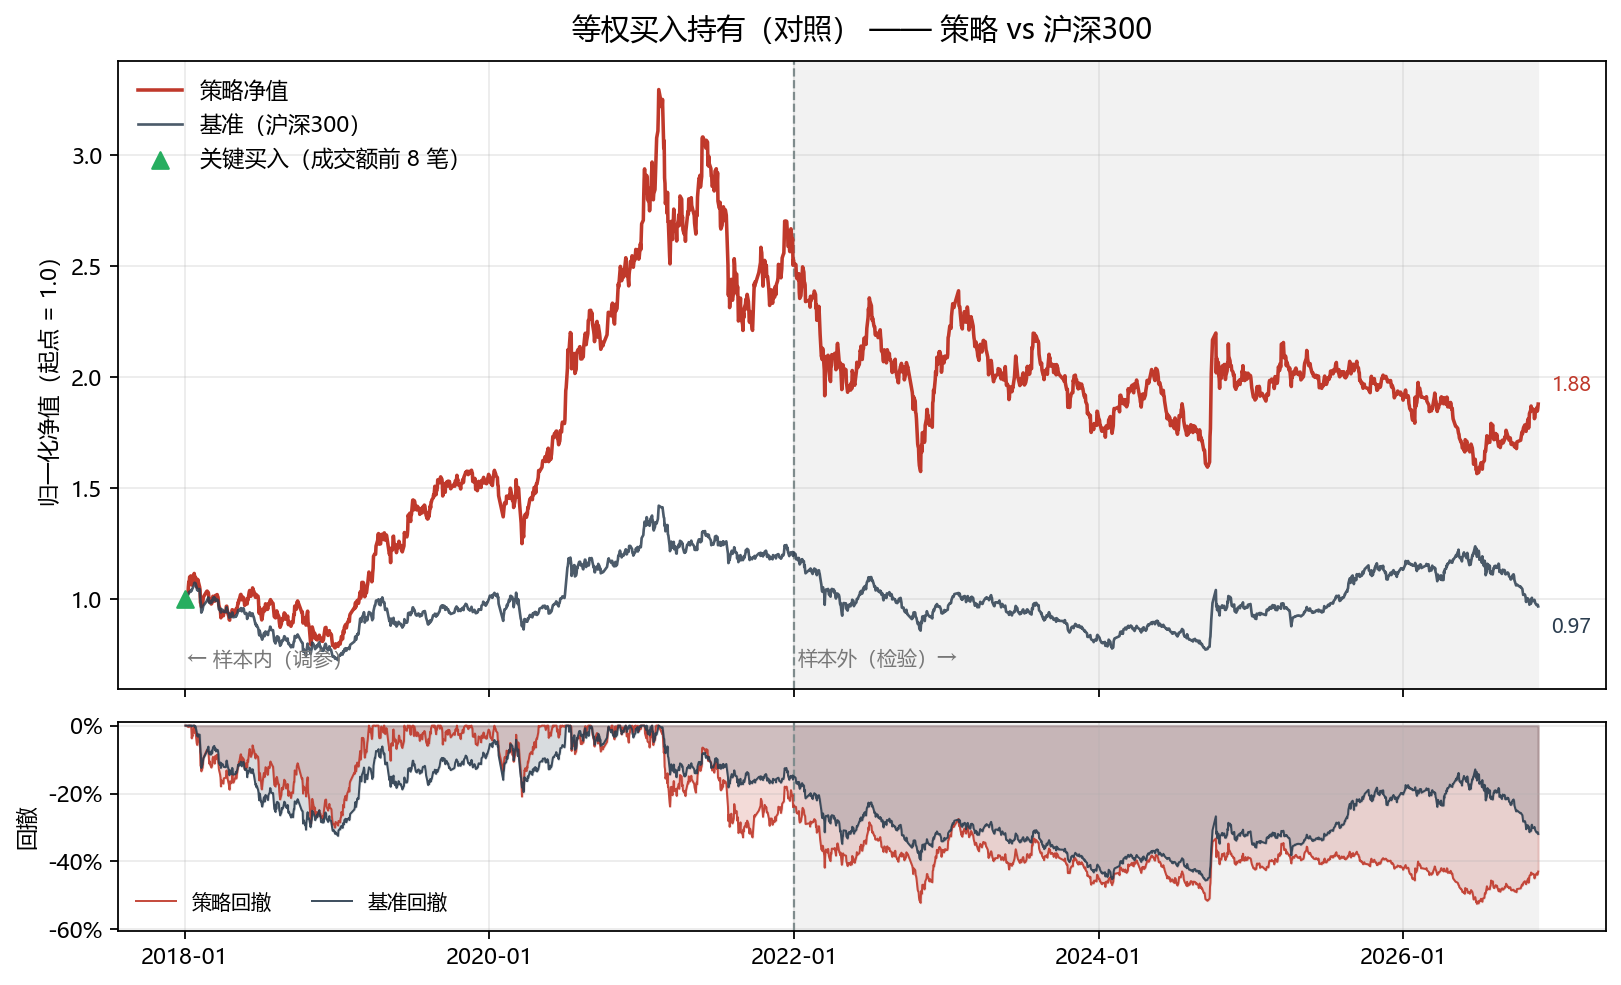 等权买入持有（对照） —— 策略 vs 沪深300
策略净值
基准（沪深300）
关键买入（成交额前 8 笔）
归一化净值（起点 = 1.0）
3.0
2.5
2.0
1.5
1.0
1.88
0.97
← 样本内（调参）
样本外（检验）→
回撤
0%
-20%
-40%
-60%
策略回撤
基准回撤
2018-01
2020-01
2022-01
2024-01
2026-01